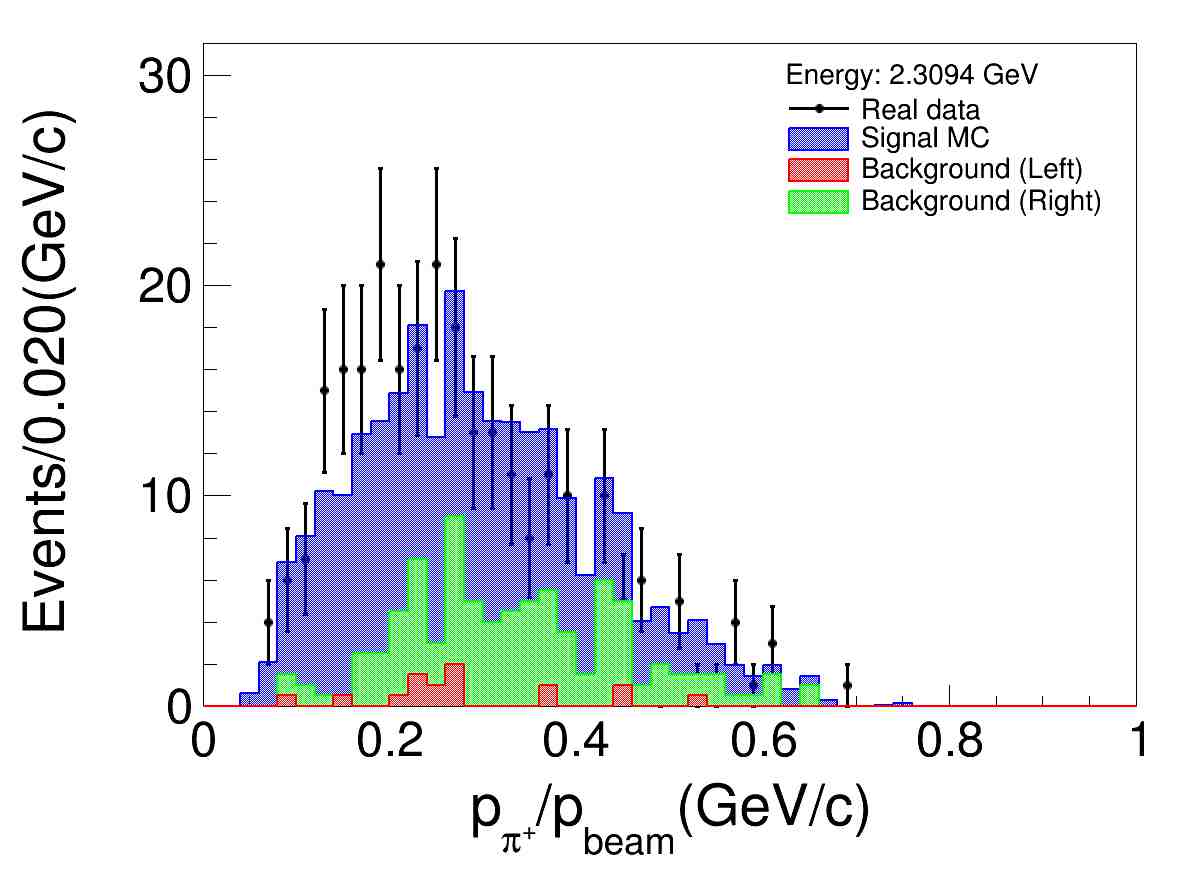 Events/0.020(GeV/c)
30
20
10
0
Energy: 2.3094 GeV
Real data
Signal MC
Background (Left)
Background (Right)
0 0.2 0.4 0.6 0.8 1
pπ+/pbeam(GeV/c)